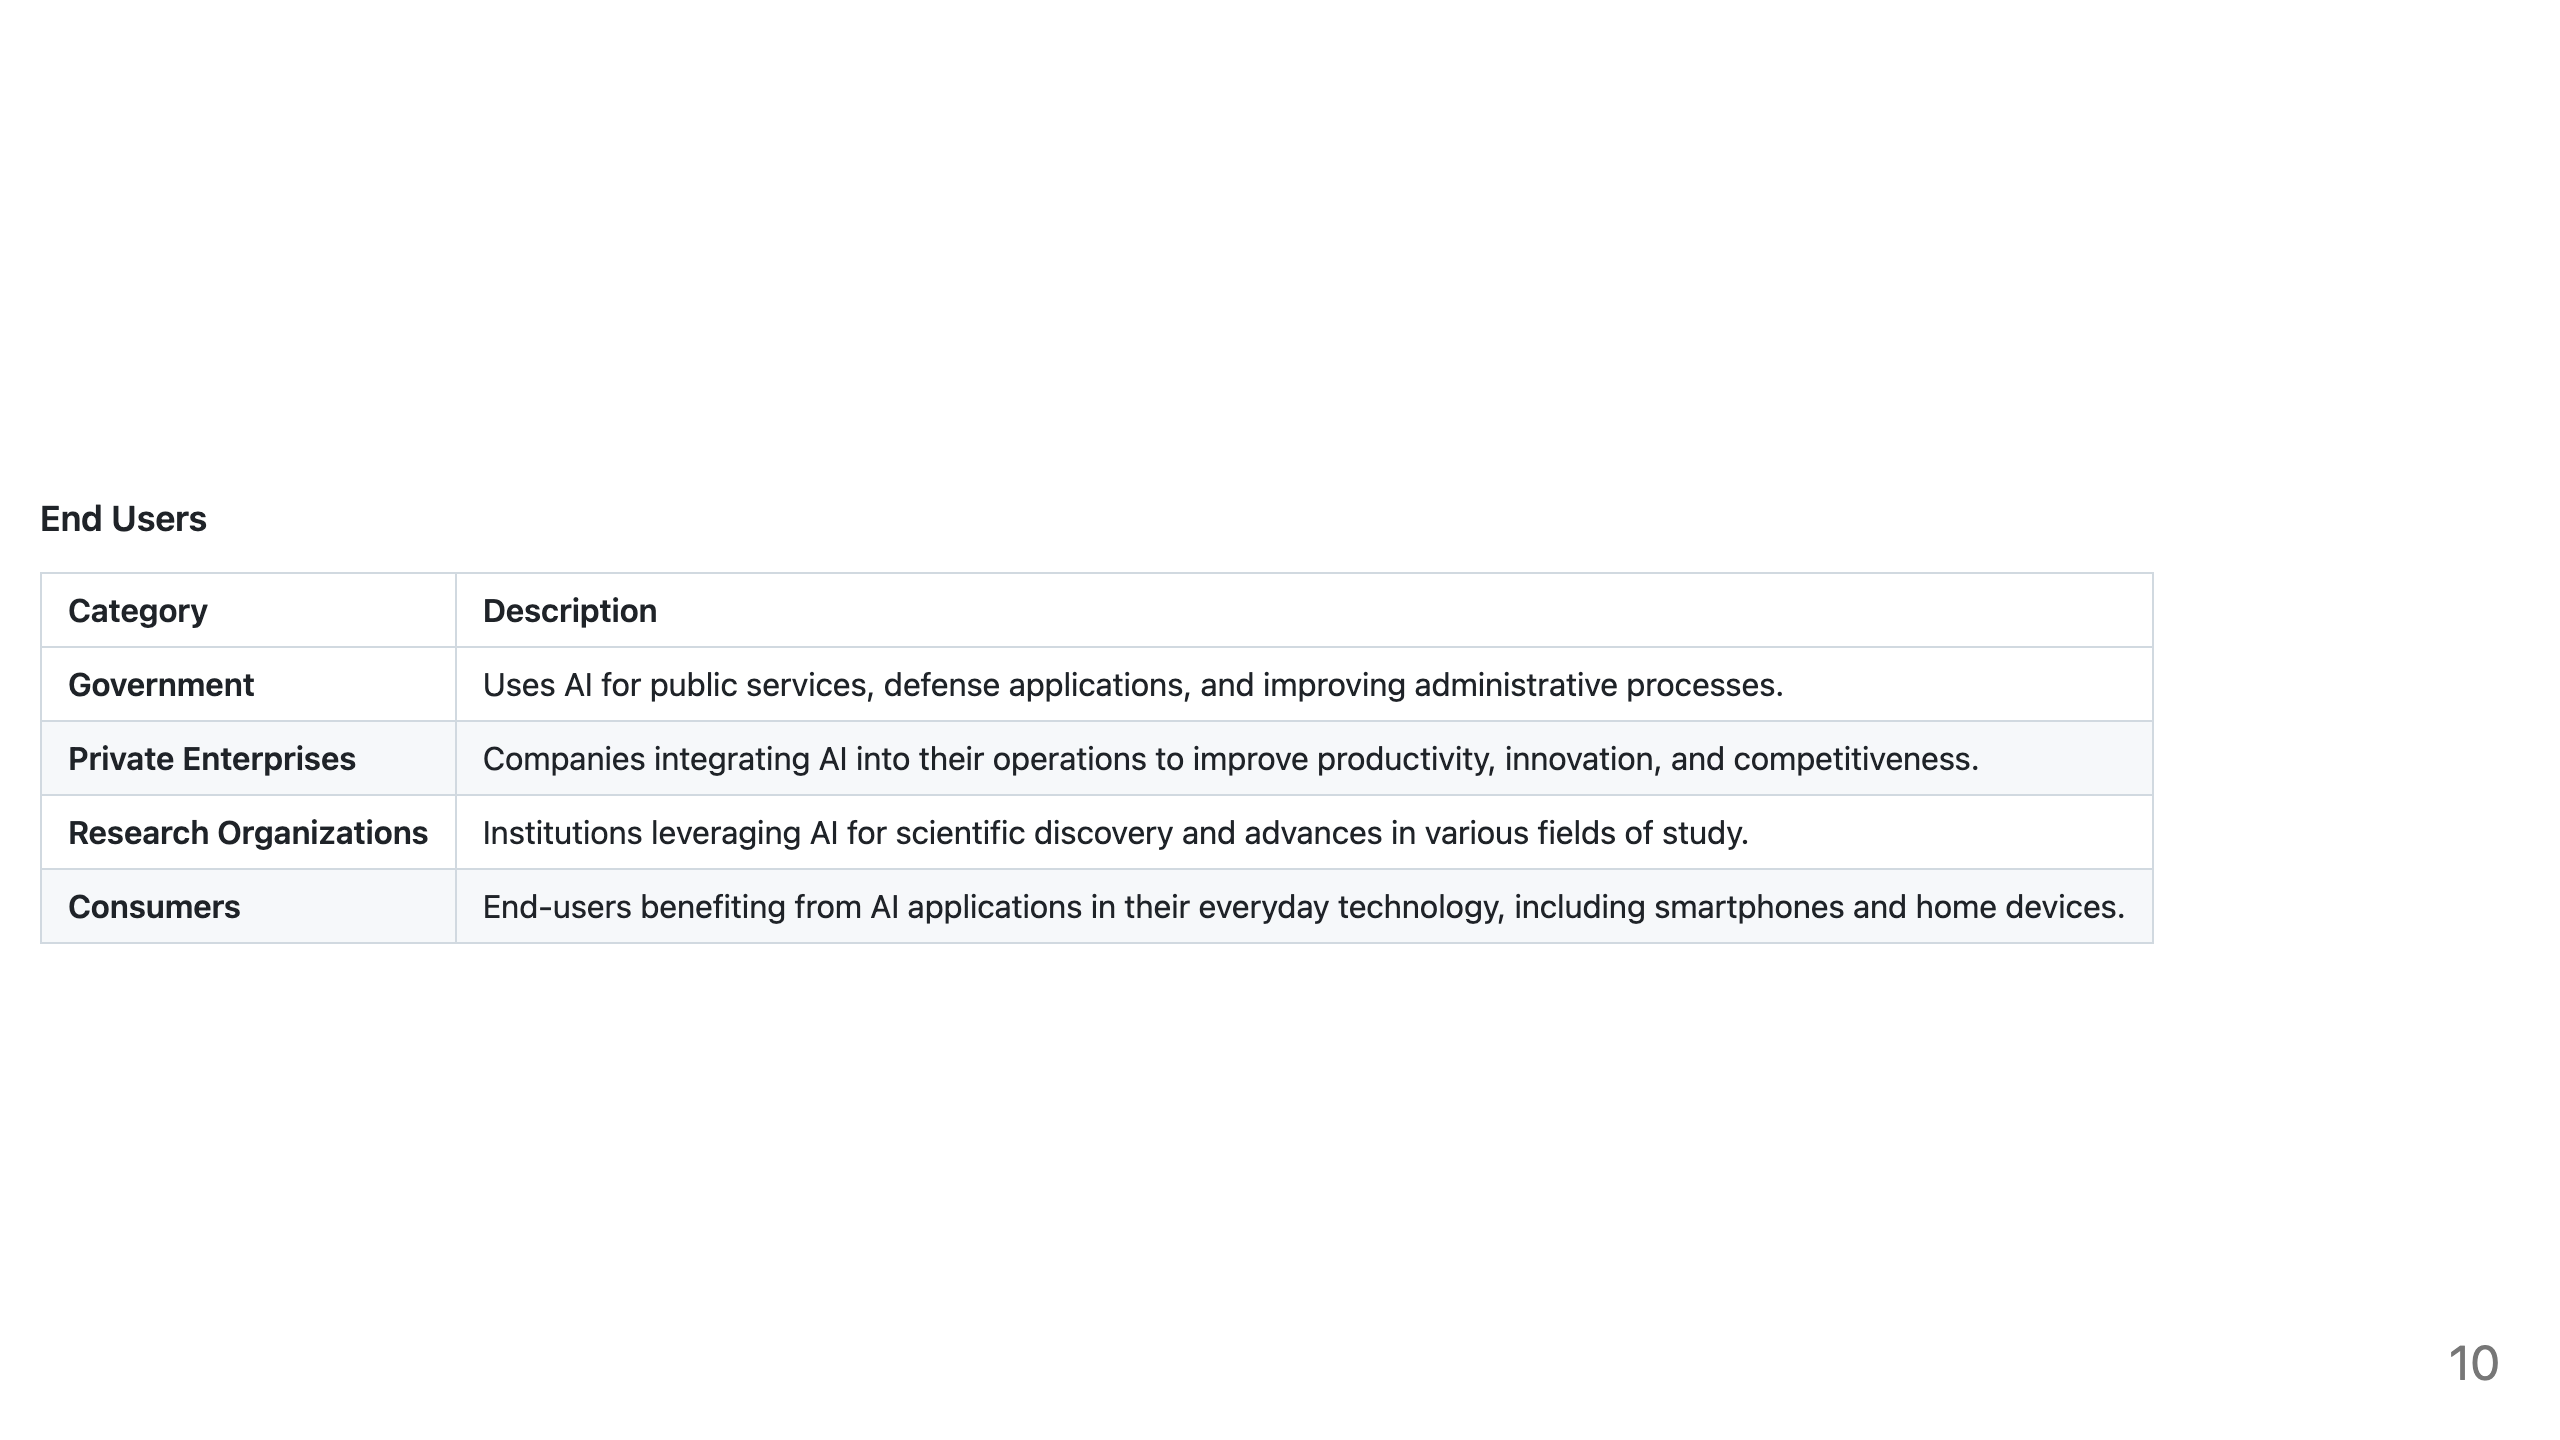 End Users
Category Description
Government Uses AI for public services, defense applications, and improving administrative processes.
Private Enterprises Companies integrating AI into their operations to improve productivity, innovation, and competitiveness.
Research Organizations Institutions leveraging AI for scientific discovery and advances in various fields of study.
Consumers End-users benefiting from AI applications in their everyday technology, including smartphones and home devices.
10